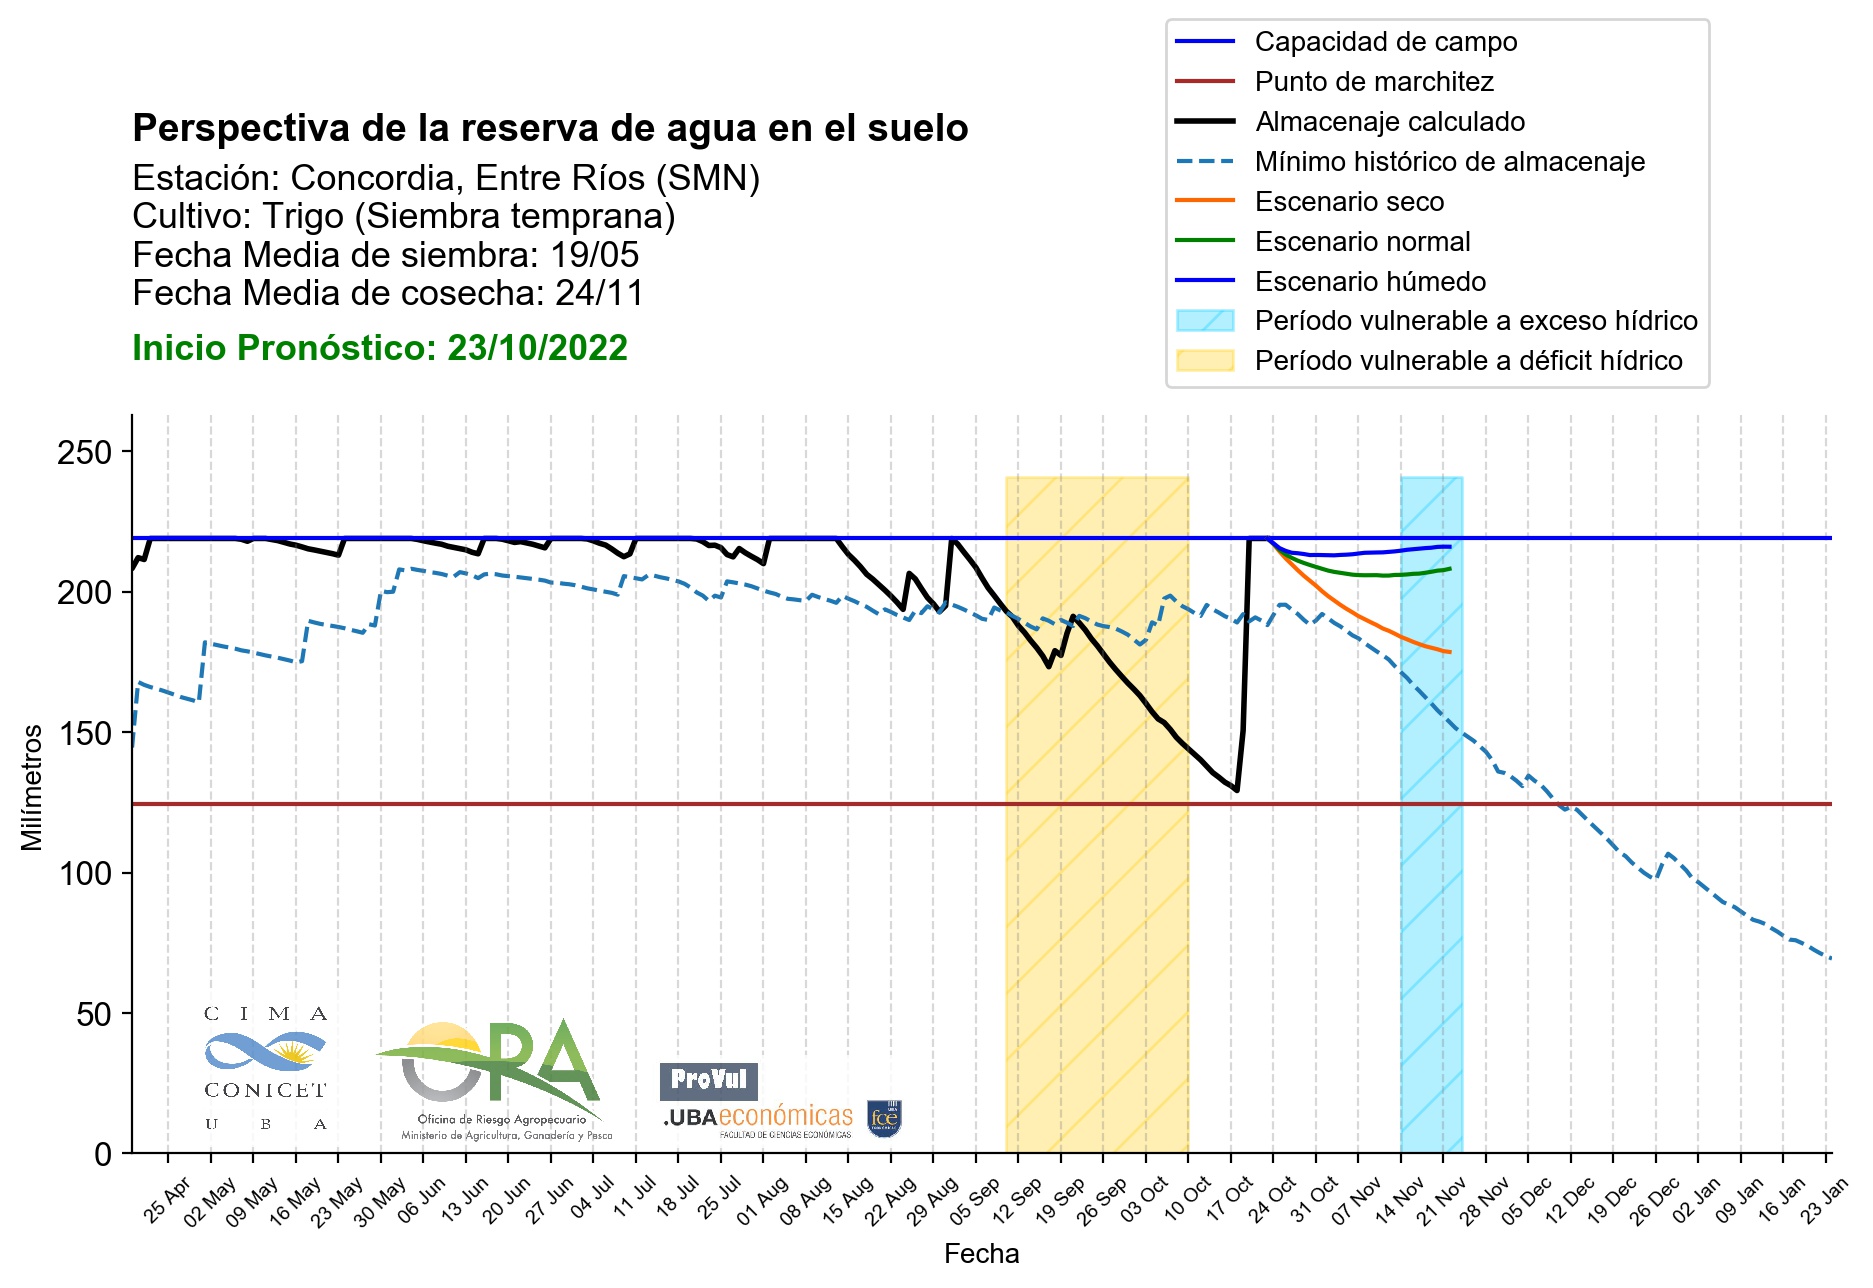 Capacidad de campo
Punto de marchitez
Almacenaje calculado
Mínimo histórico de almacenaje
Escenario seco
Escenario normal
Escenario húmedo
Período vulnerable a exceso hídrico
Período vulnerable a déficit hídrico
Perspectiva de la reserva de agua en el suelo
Estación: Concordia, Entre Ríos (SMN)
Cultivo: Trigo (Siembra temprana)
Fecha Media de siembra: 19/05
Fecha Media de cosecha: 24/11
Inicio Pronóstico: 23/10/2022
Milímetros
250
200
150
100
50
0
CIMA
CONICET
UBA
ORA
Oficina de Riesgo Agropecuario
Ministerio de Agricultura, Ganadería y Pesca
ProVul
.UBAeconómicas
FACULTAD DE CIENCIAS ECONÓMICAS
fce
25 Apr
02 May
09 May
16 May
23 May
30 May
06 Jun
13 Jun
20 Jun
27 Jun
04 Jul
11 Jul
18 Jul
25 Jul
01 Aug
08 Aug
15 Aug
22 Aug
29 Aug
05 Sep
12 Sep
19 Sep
26 Sep
03 Oct
10 Oct
17 Oct
24 Oct
31 Oct
07 Nov
14 Nov
21 Nov
28 Nov
05 Dec
12 Dec
19 Dec
26 Dec
02 Jan
09 Jan
16 Jan
23 Jan
Fecha